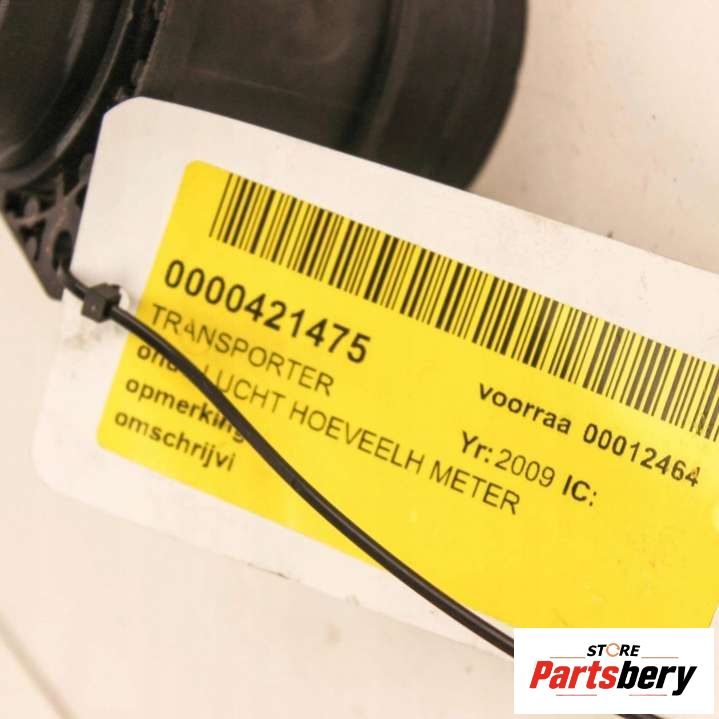 0000421475
TRANSPORTER
voorraa 00012464
LUCHT HOEVEELH METER
Yr: 2009 IC:
opmerking
omschrijvi
STORE
Partsbery